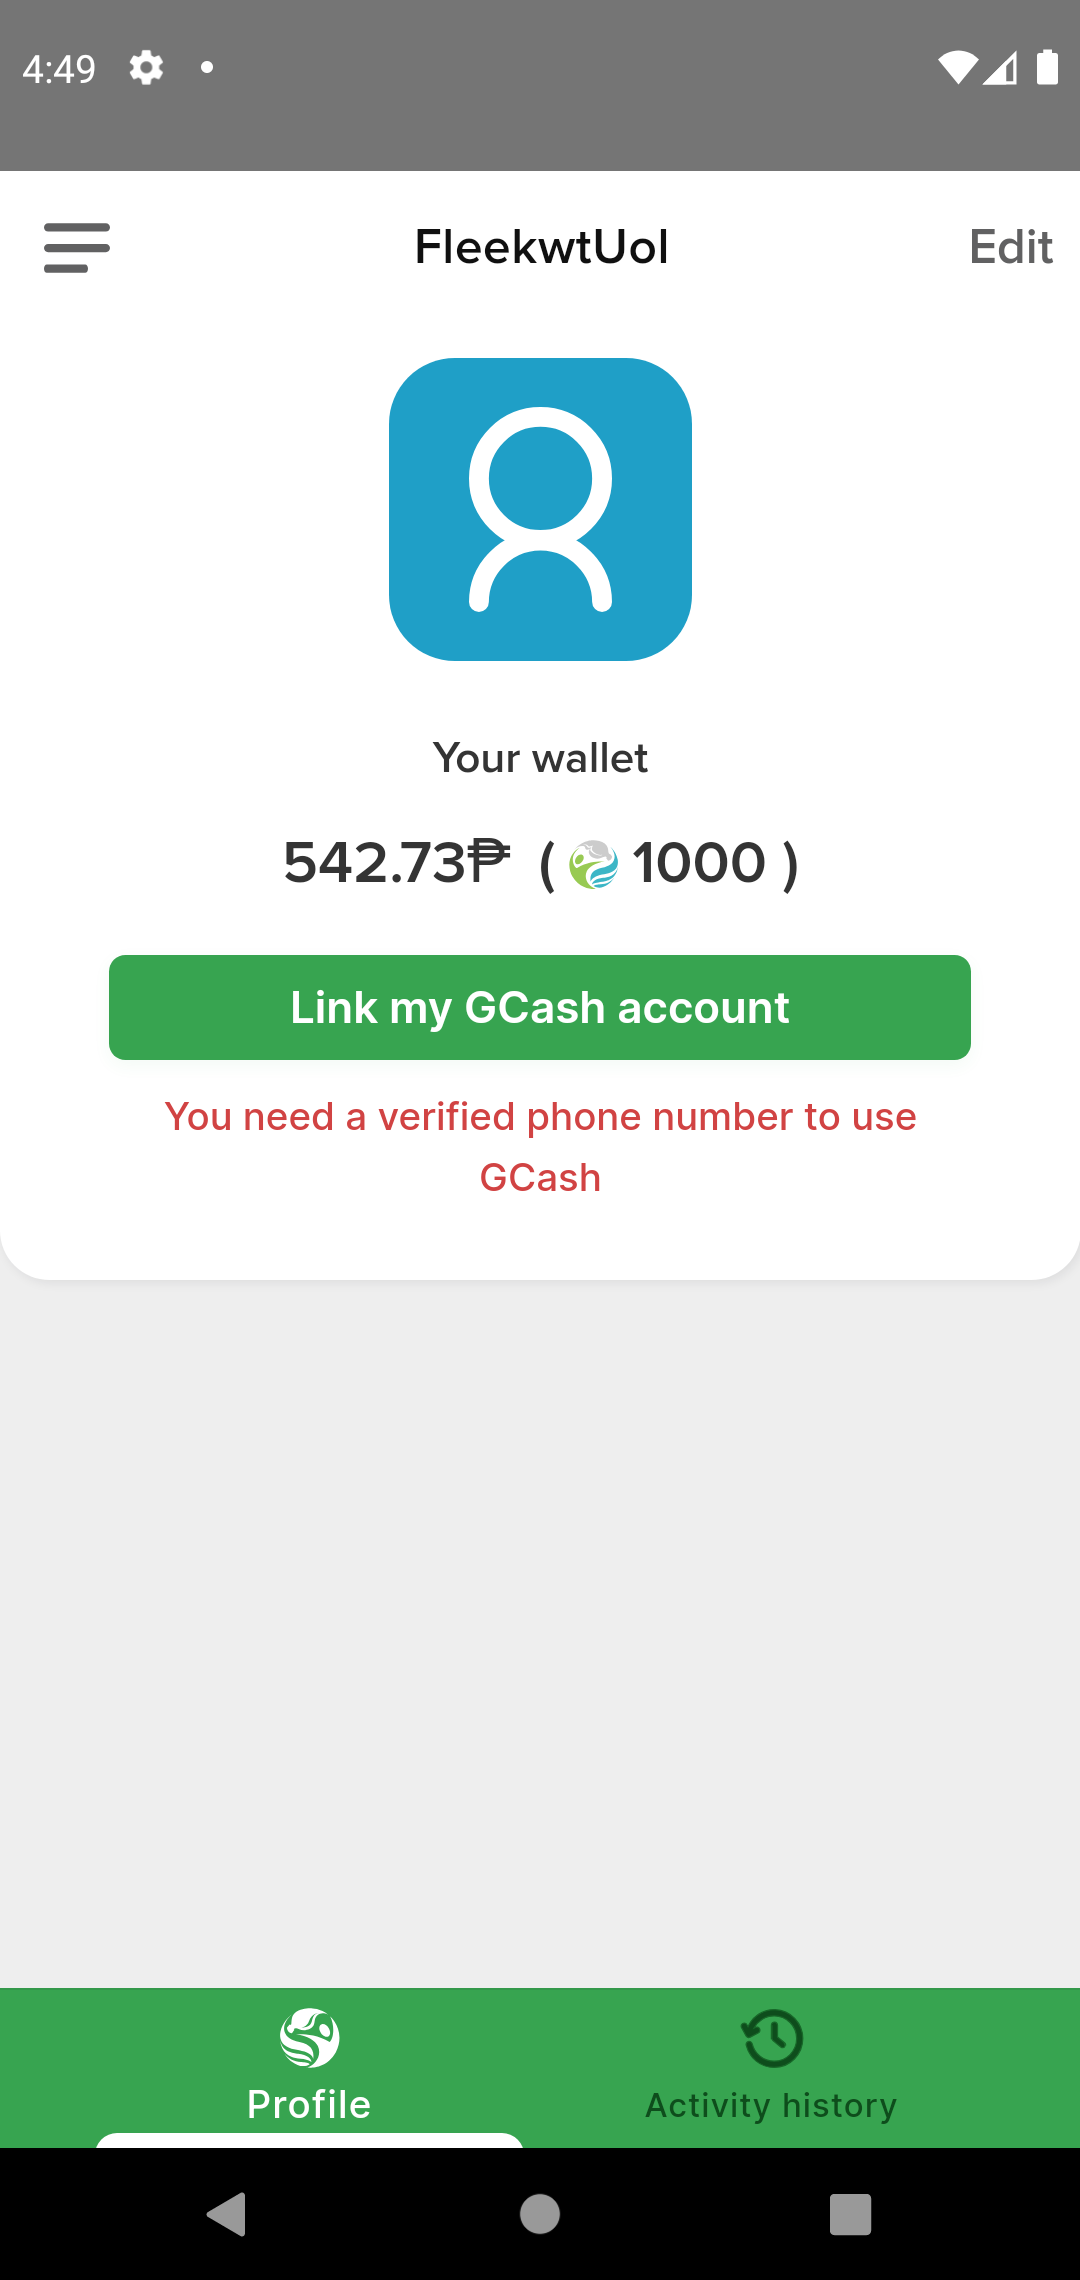 4:49
FleekwtUol
Edit
Your wallet
542.73₱ ( 1000 )
Link my GCash account
You need a verified phone number to use
GCash
Profile
Activity history